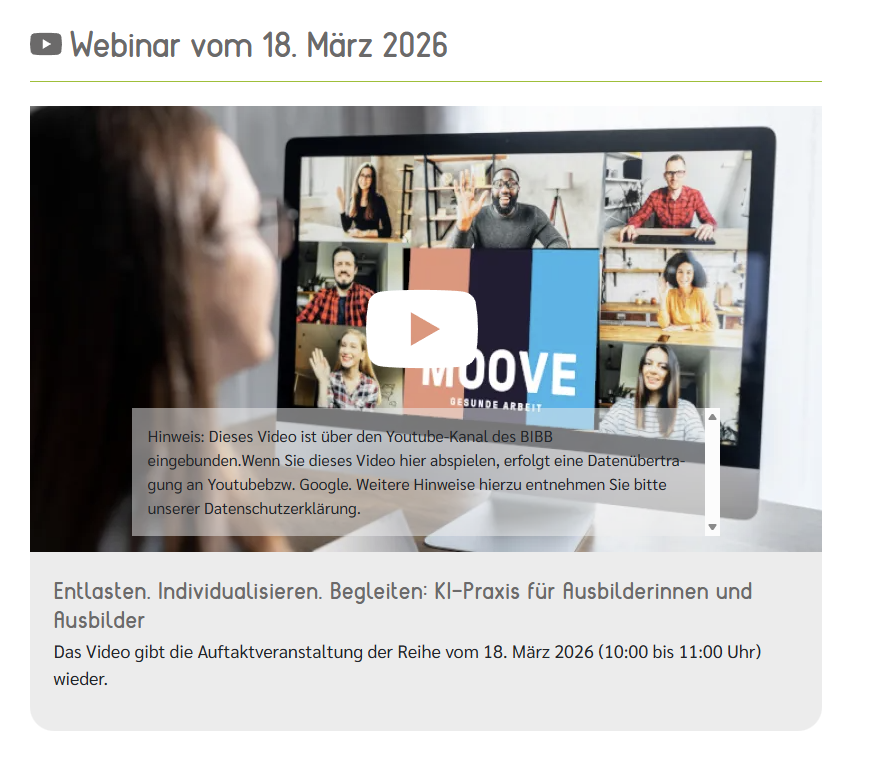 Webinar vom 18. März 2026
MOOVE
GESUNDE ARBEIT
Hinweis: Dieses Video ist über den Youtube-Kanal des BIBB
eingebunden.Wenn Sie dieses Video hier abspielen, erfolgt eine Datenübertra-
gung an Youtubebzw. Google. Weitere Hinweise hierzu entnehmen Sie bitte
unserer Datenschutzerklärung.
Entlasten. Individualisieren. Begleiten: KI-Praxis für Ausbilderinnen und
Ausbilder
Das Video gibt die Auftaktveranstaltung der Reihe vom 18. März 2026 (10:00 bis 11:00 Uhr)
wieder.